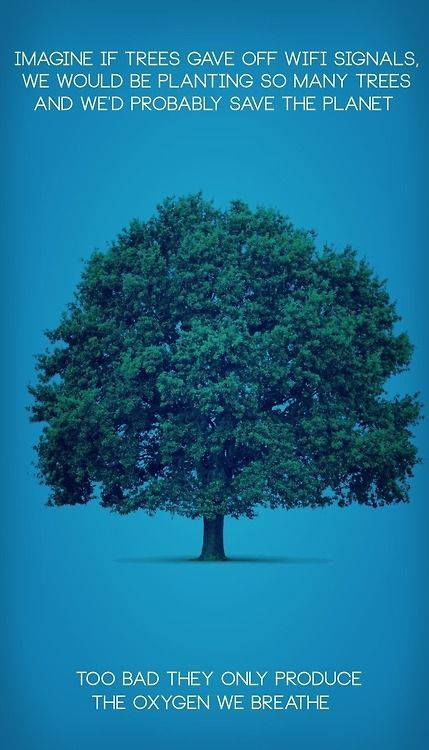 IMAGINE IF TREES GAVE OFF WIFI SIGNALS,
WE WOULD BE PLANTING SO MANY TREES
AND WE'D PROBABLY SAVE THE PLANET
TOO BAD THEY ONLY PRODUCE
THE OXYGEN WE BREATHE